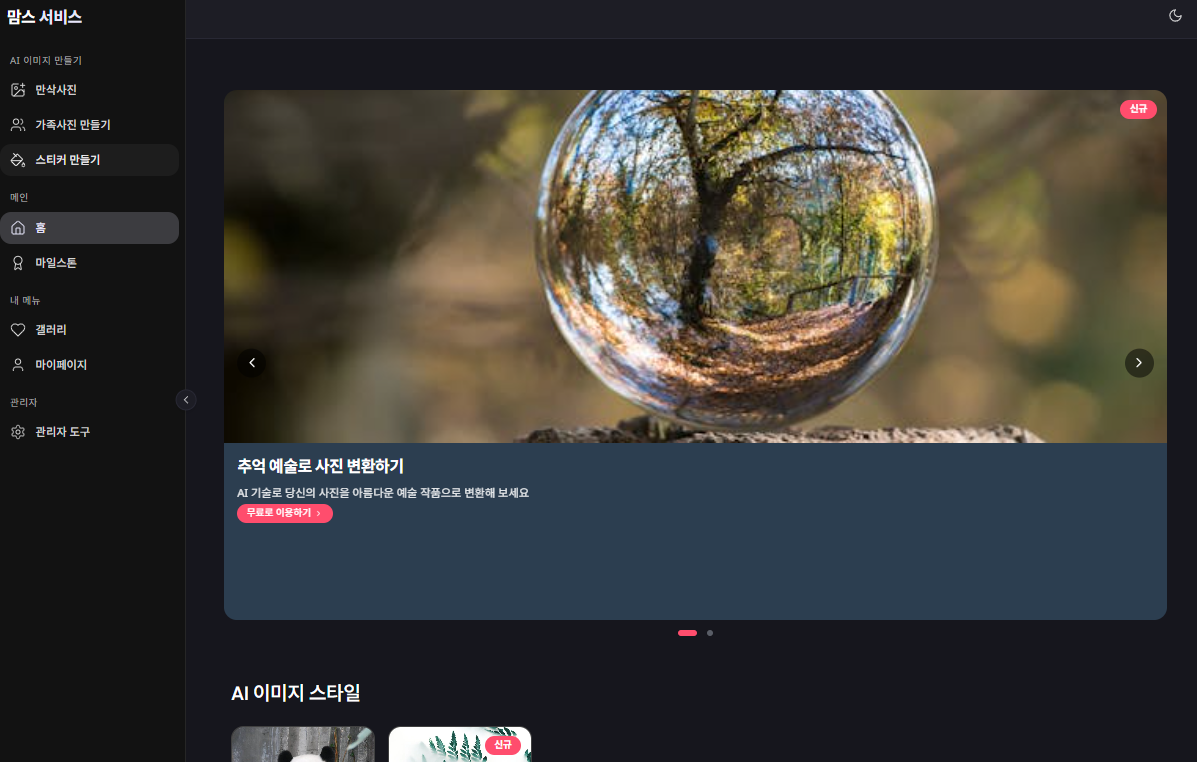 맘스 서비스
AI 이미지 만들기
만삭사진
가족사진 만들기
스티커 만들기
메인
홈
마일스톤
내 메뉴
갤러리
마이페이지
관리자
관리자 도구
신규
추억 예술로 사진 변환하기
AI 기술로 당신의 사진을 아름다운 예술 작품으로 변환해 보세요
무료로 이용하기
AI 이미지 스타일
신규